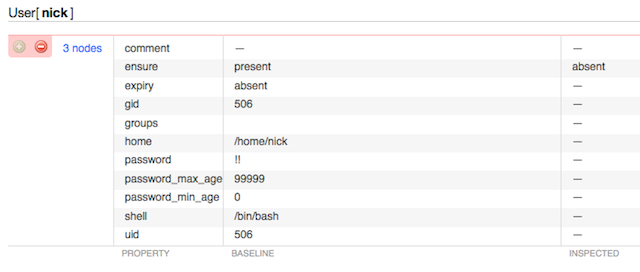 User[ nick ]
3 nodes comment — —
ensure present absent
expiry absent —
gid 506 —
groups —
home /home/nick —
password !! —
password_max_age 99999 —
password_min_age 0 —
shell /bin/bash —
uid 506 —
PROPERTY BASELINE INSPECTED